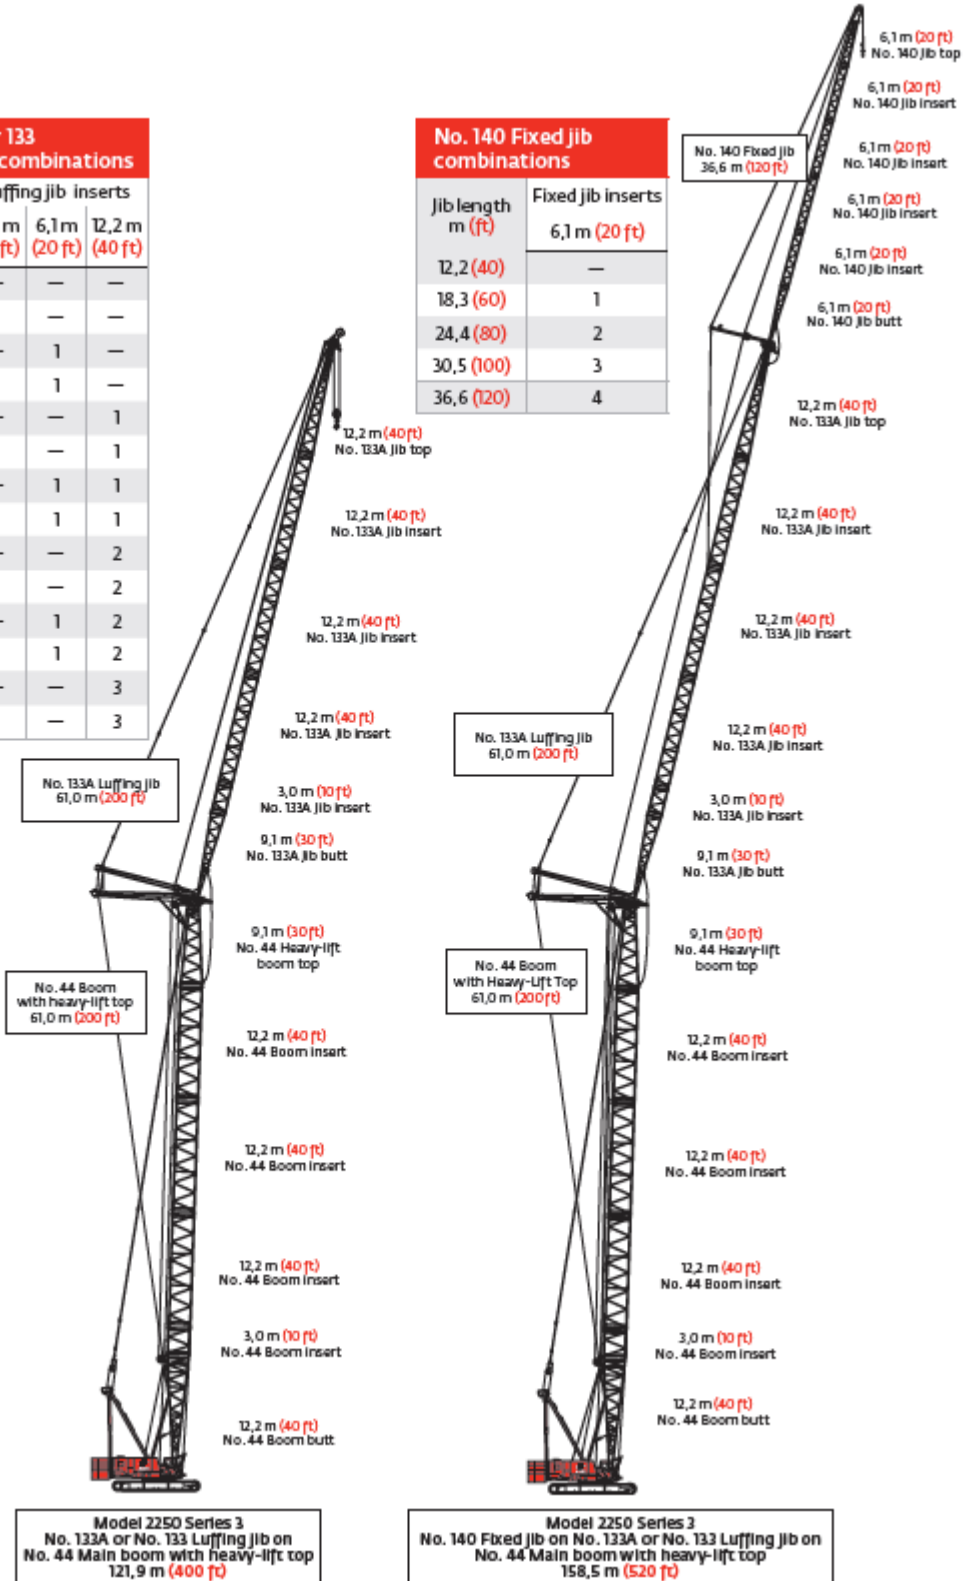 133
combinations
jib inserts
m 6,1 m 12,2 m
ft) (20 ft) (40 ft)
— —
— —
1 —
1 —
— 1
— 1
1 1
1 1
— 2
— 2
1 2
1 2
— 3
— 3
No. 140 Fixed jib
combinations
Jib length
m (ft)
Fixed jib inserts
6,1 m (20 ft)
12,2 (40) —
18,3 (60) 1
24,4 (80) 2
30,5 (100) 3
36,6 (120) 4
12,2 m (40 ft)
No. 133A Jib top
12,2 m (40 ft)
No. 133A Jib insert
12,2 m (40 ft)
No. 133A Jib insert
12,2 m (40 ft)
No. 133A Jib insert
3,0 m (10 ft)
No. 133A Jib insert
9,1 m (30 ft)
No. 133A Jib butt
No. 133A Luffing jib
61,0 m (200 ft)
9,1 m (30 ft)
No. 44 Heavy-lift
boom top
No. 44 Boom
with heavy-lift top
61,0 m (200 ft)
12,2 m (40 ft)
No. 44 Boom insert
12,2 m (40 ft)
No. 44 Boom insert
12,2 m (40 ft)
No. 44 Boom insert
3,0 m (10 ft)
No. 44 Boom insert
12,2 m (40 ft)
No. 44 Boom butt
Model 2250 Series 3
No. 133A or No. 133 Luffing jib on
No. 44 Main boom with heavy-lift top
121,9 m (400 ft)
6,1 m (20 ft)
No. 140 Jib top
6,1 m (20 ft)
No. 140 Jib insert
No. 140 Fixed jib
36,6 m (120 ft)
6,1 m (20 ft)
No. 140 Jib insert
6,1 m (20 ft)
No. 140 Jib insert
6,1 m (20 ft)
No. 140 Jib insert
6,1 m (20 ft)
No. 140 Jib butt
12,2 m (40 ft)
No. 133A Jib top
12,2 m (40 ft)
No. 133A Jib insert
12,2 m (40 ft)
No. 133A Jib insert
12,2 m (40 ft)
No. 133A Jib insert
No. 133A Luffing Jib
61,0 m (200 ft)
3,0 m (10 ft)
No. 133A Jib insert
9,1 m (30 ft)
No. 133A Jib butt
9,1 m (30 ft)
No. 44 Heavy-lift
boom top
No. 44 Boom
with Heavy-Lift Top
61,0 m (200 ft)
12,2 m (40 ft)
No. 44 Boom insert
12,2 m (40 ft)
No. 44 Boom insert
12,2 m (40 ft)
No. 44 Boom insert
3,0 m (10 ft)
No. 44 Boom insert
12,2 m (40 ft)
No. 44 Boom butt
Model 2250 Series 3
No. 140 Fixed jib on No. 133A or No. 133 Luffing jib on
No. 44 Main boom with heavy-lift top
158,5 m (520 ft)